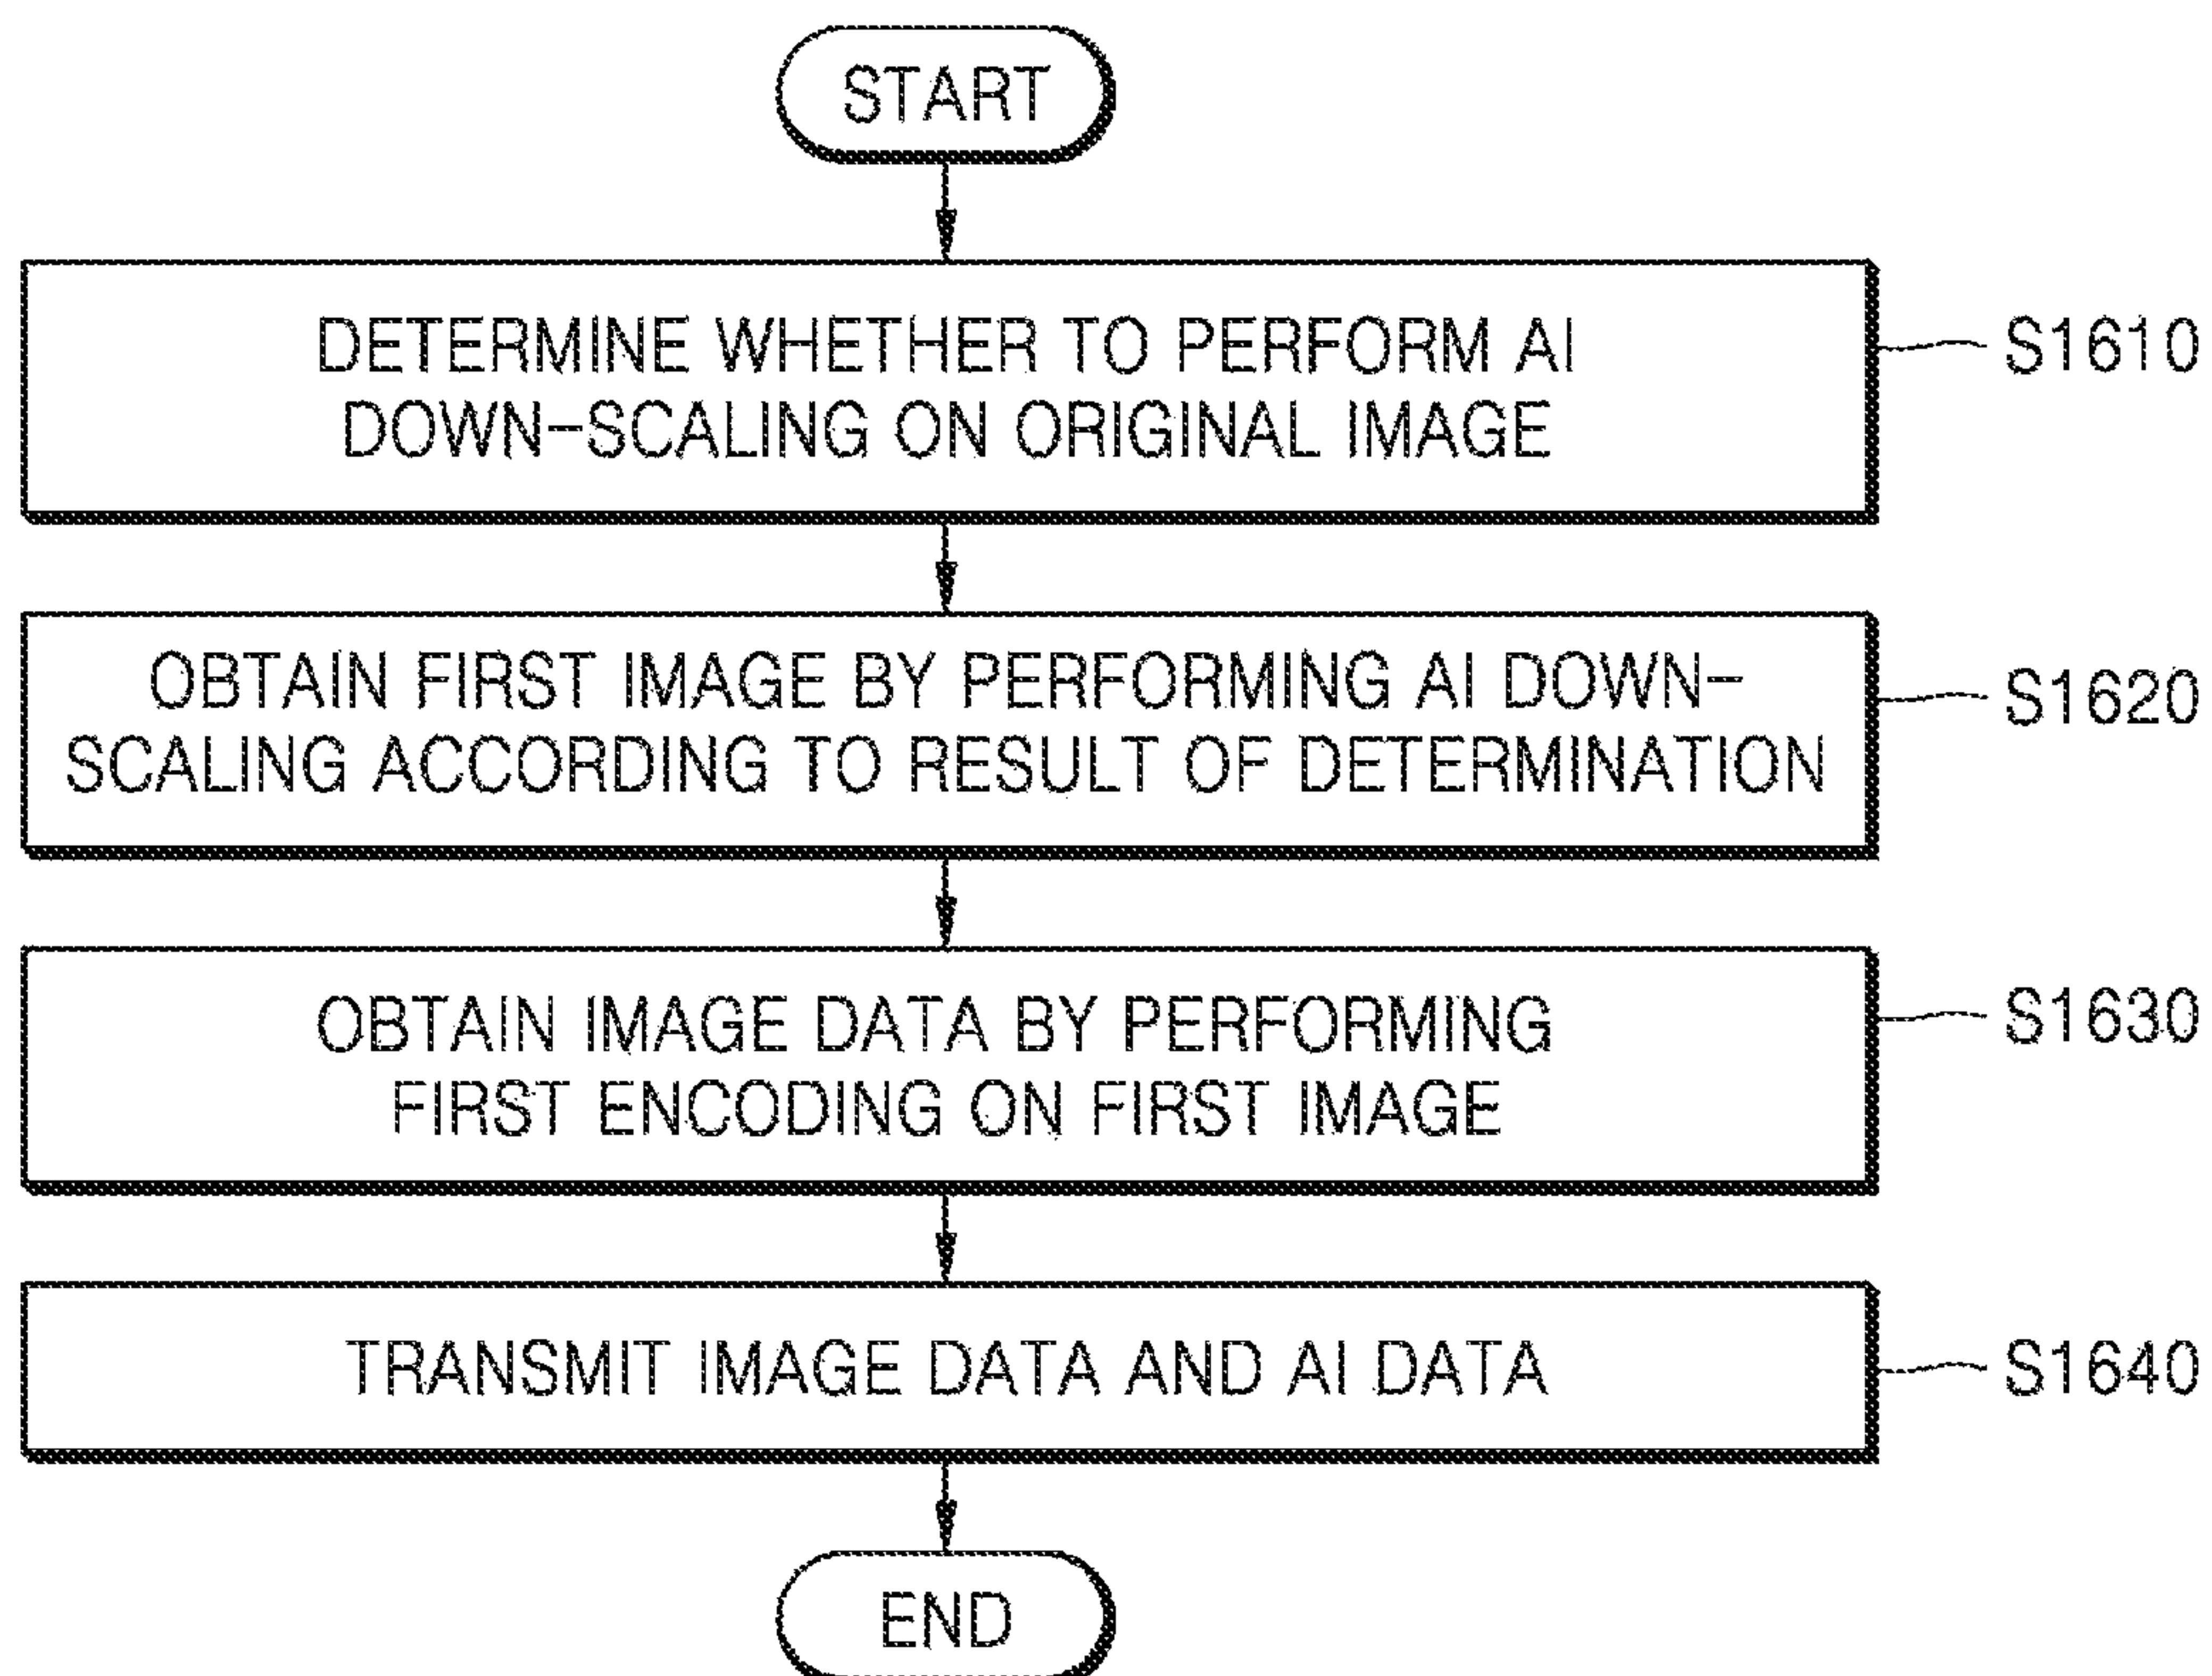 START
DETERMINE WHETHER TO PERFORM AI
DOWN-SCALING ON ORIGINAL IMAGE
S1610
OBTAIN FIRST IMAGE BY PERFORMING AI DOWN-
SCALING ACCORDING TO RESULT OF DETERMINATION
S1620
OBTAIN IMAGE DATA BY PERFORMING
FIRST ENCODING ON FIRST IMAGE
S1630
TRANSMIT IMAGE DATA AND AI DATA
S1640
END